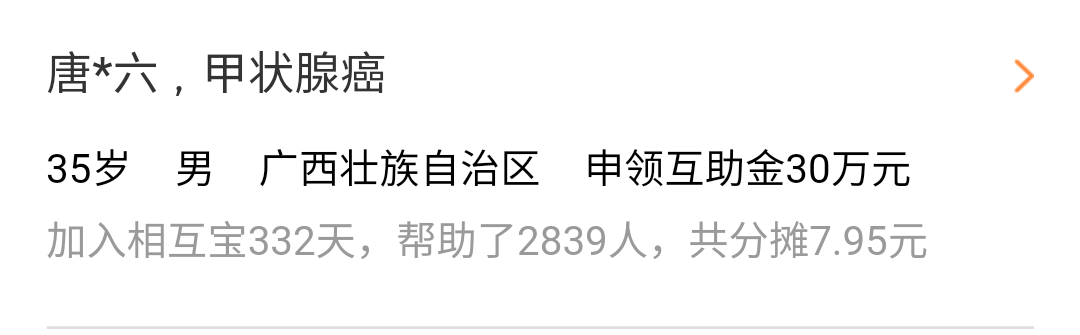 唐*六，甲状腺癌
35岁 男 广西壮族自治区 申领互助金30万元
加入相互宝332天，帮助了2839人，共分摊7.95元